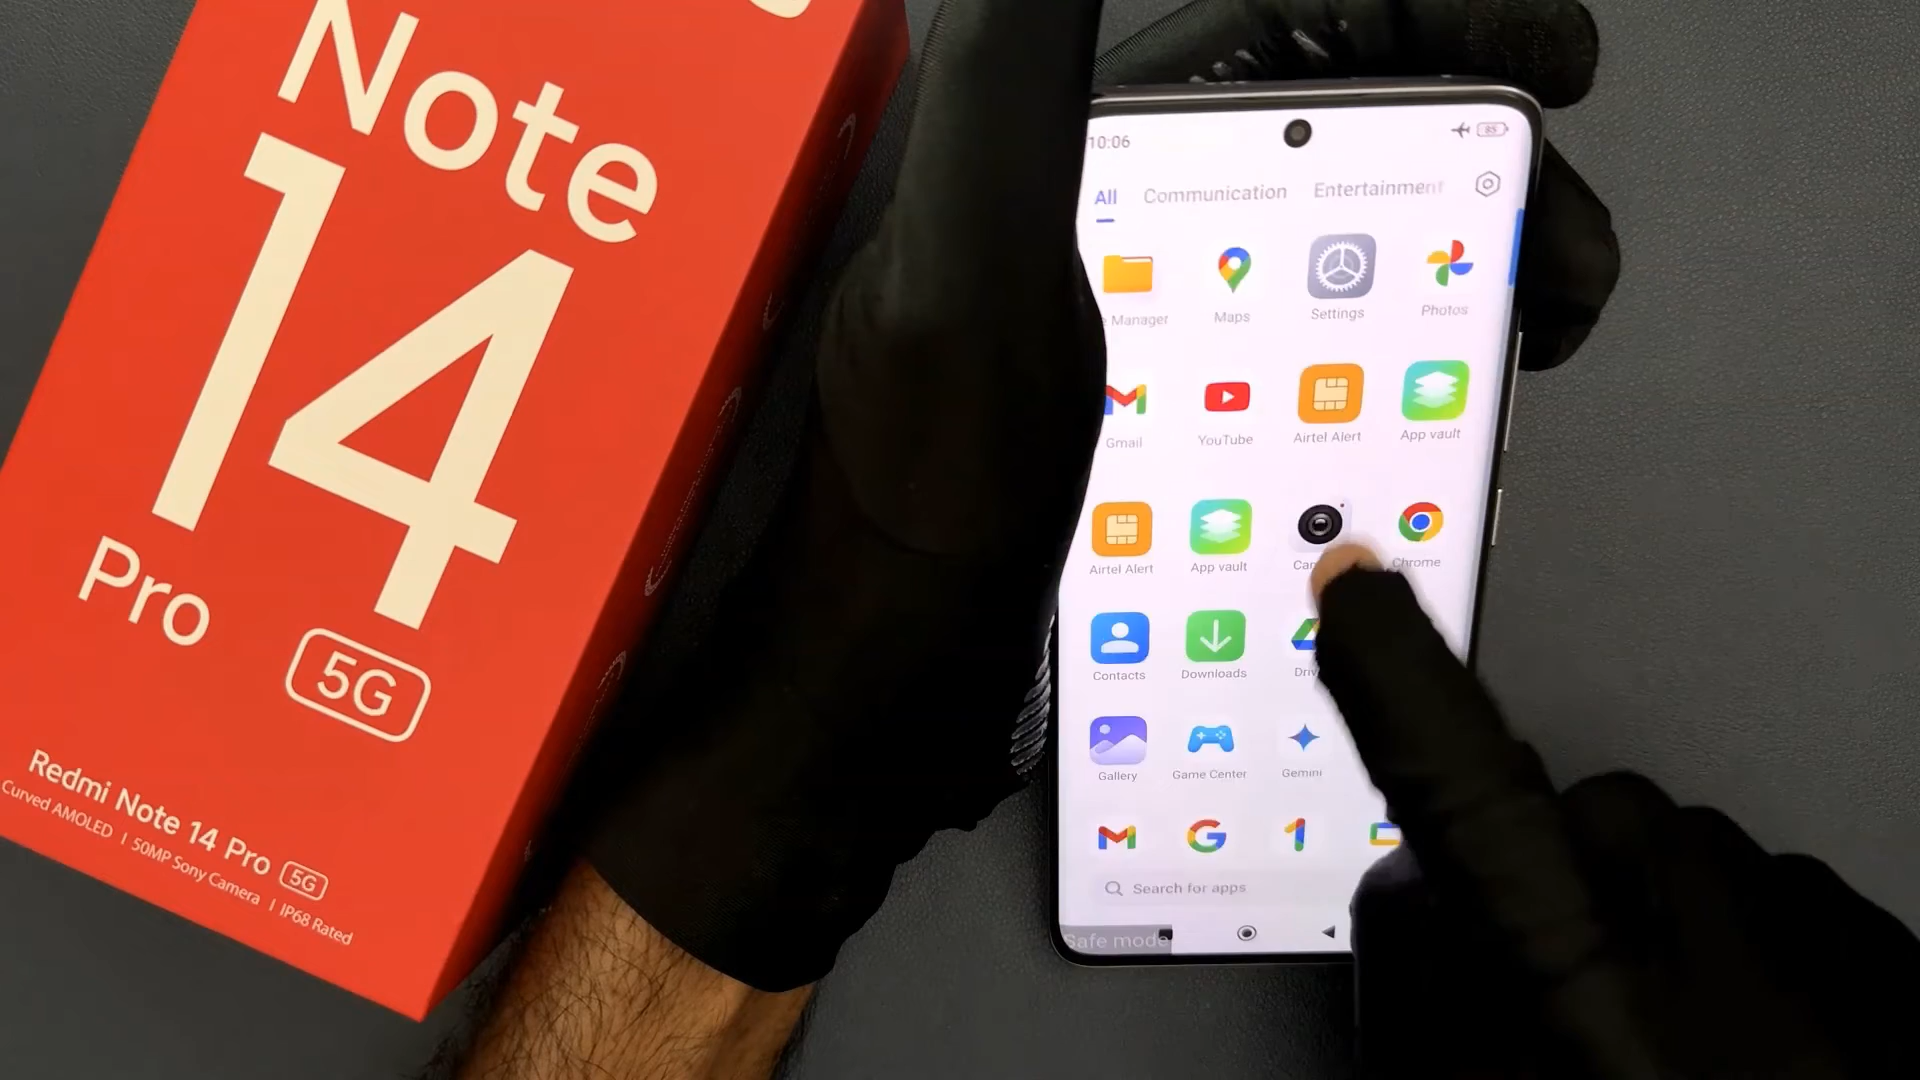 Note
14
Pro
5G
Redmi Note 14 Pro 5G
Curved AMOLED | 50MP Sony Camera | IP68 Rated
10:06
85
All Communication Entertainment
Manager Maps Settings Photos
Gmail YouTube Airtel Alert App vault
Airtel Alert App vault Chrome
Contacts Downloads
Gallery Game Center Gemini
Search for apps
Safe mode